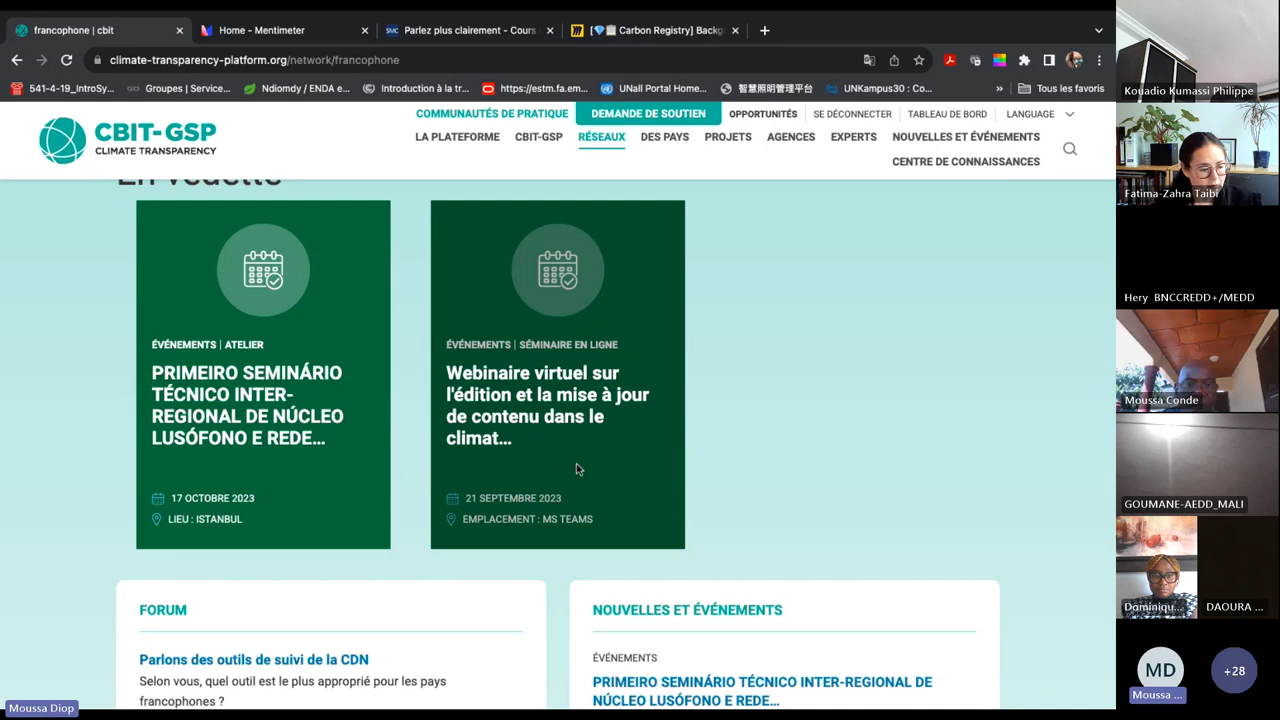 francophone | cbit
Home - Mentimeter
SMC
Parlez plus clairement - Cours
[💎📋 Carbon Registry] Backg
climate-transparency-platform.org/network/francophone
541-4-19_IntroSy...
Groupes | Service...
Ndiomdy / ENDA e...
Introduction à la tr...
https://estm.fa.em...
UNall Portal Home...
智慧照明管理平台
UNKampus30 : Co...
»
Tous les favoris
COMMUNAUTÉS DE PRATIQUE
DEMANDE DE SOUTIEN
OPPORTUNITÉS
SE DÉCONNECTER
TABLEAU DE BORD
LANGUAGE
CBIT-GSP
CLIMATE TRANSPARENCY
LA PLATEFORME
CBIT-GSP
RÉSEAUX
DES PAYS
PROJETS
AGENCES
EXPERTS
NOUVELLES ET ÉVÉNEMENTS
CENTRE DE CONNAISSANCES
En vedette
ÉVÉNEMENTS | ATELIER
PRIMEIRO SEMINÁRIO
TÉCNICO INTER-
REGIONAL DE NÚCLEO
LUSÓFONO E REDE...
17 OCTOBRE 2023
LIEU : ISTANBUL
ÉVÉNEMENTS | SÉMINAIRE EN LIGNE
Webinaire virtuel sur
l'édition et la mise à jour
de contenu dans le
climat...
21 SEPTEMBRE 2023
EMPLACEMENT : MS TEAMS
FORUM
Parlons des outils de suivi de la CDN
Selon vous, quel outil est le plus approprié pour les pays
francophones ?
NOUVELLES ET ÉVÉNEMENTS
ÉVÉNEMENTS
PRIMEIRO SEMINÁRIO TÉCNICO INTER-REGIONAL DE
NÚCLEO LUSÓFONO E REDE...
Moussa Diop
Kouadio Kumassi Philippe
Fatima-Zahra Taibi
Hery BNCCREDD+/MEDD
Moussa Conde
GOUMANE-AEDD_MALI
Dominiqu...
DAOURA ...
MD
Moussa ...
+28